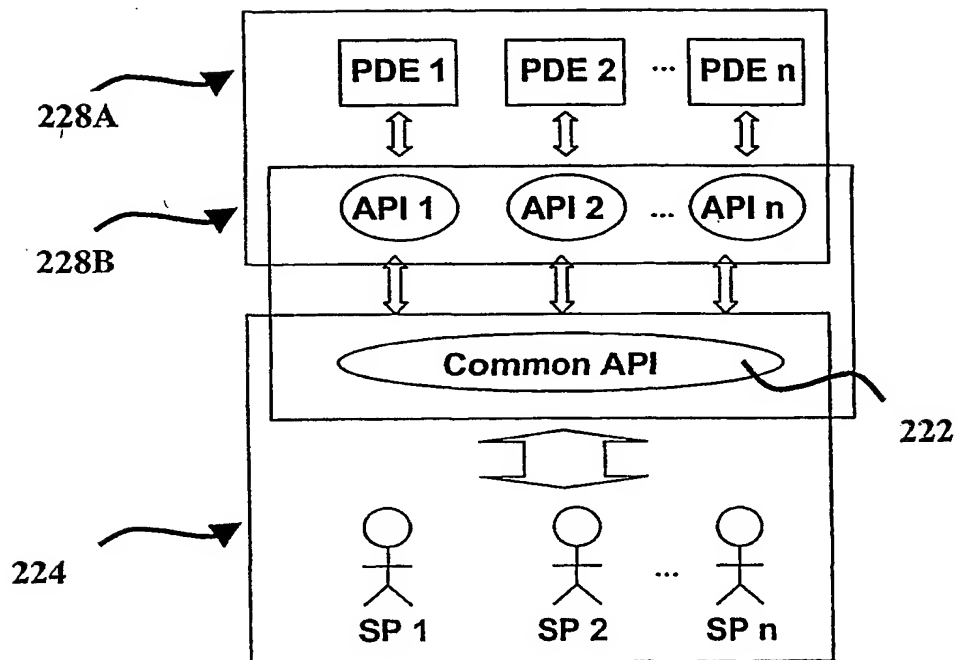 PDE 1 PDE 2 ... PDE n
228A
API 1 API 2 ... API n
228B
Common API
222
224
...
SP 1 SP 2 SP n